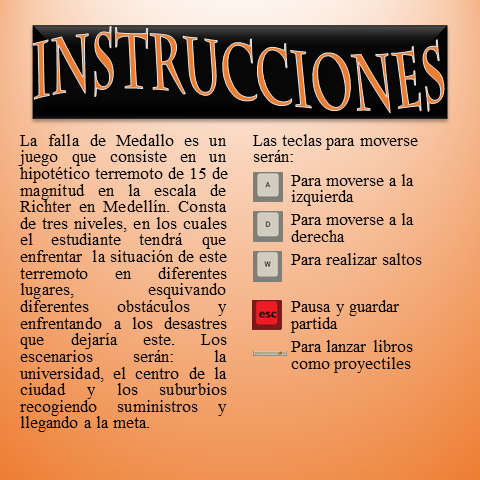 INSTRUCCIONES
La falla de Medallo es un
juego que consiste en un
hipotético terremoto de 15 de
magnitud en la escala de
Richter en Medellín. Consta
de tres niveles, en los cuales
el estudiante tendrá que
enfrentar la situación de este
terremoto en diferentes
lugares, esquivando
diferentes obstáculos y
enfrentando a los desastres
que dejaría este. Los
escenarios serán: la
universidad, el centro de la
ciudad y los suburbios
recogiendo suministros y
llegando a la meta.
Las teclas para moverse
serán:
A Para moverse a la
izquierda
D Para moverse a la
derecha
W Para realizar saltos
esc Pausa y guardar
partida
Para lanzar libros
como proyectiles